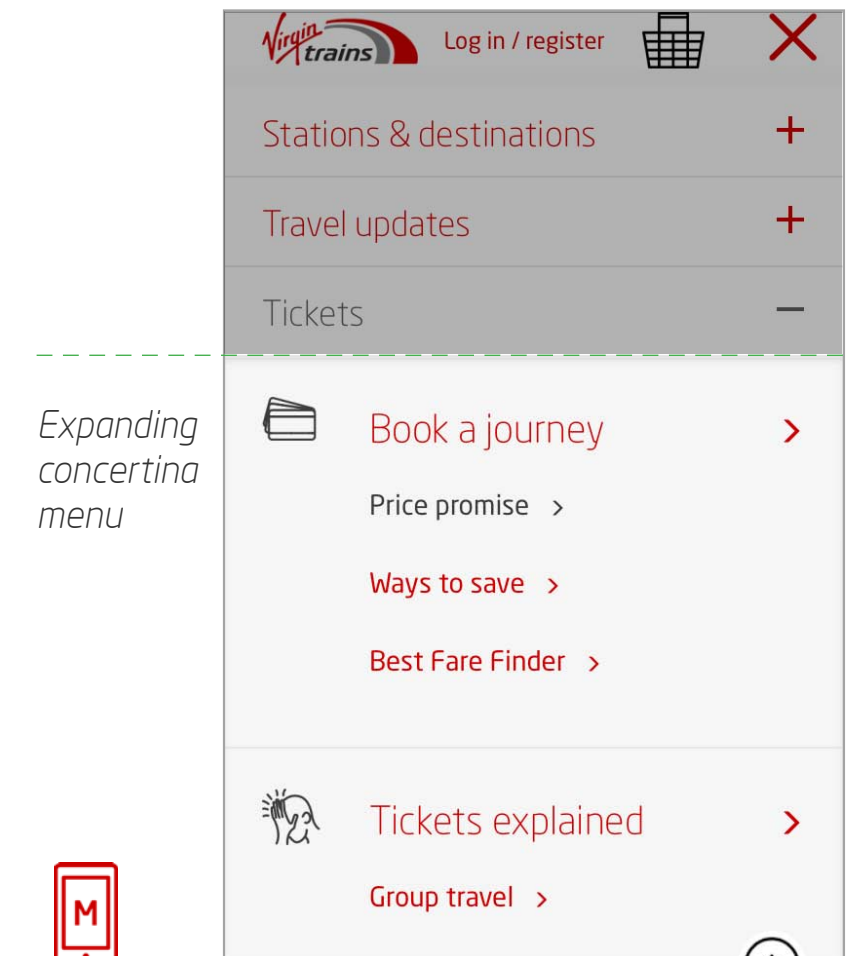 Virgin
trains
Log in / register
Stations & destinations
Travel updates
Tickets
Expanding
concertina
menu
Book a journey
Price promise
Ways to save
Best Fare Finder
Tickets explained
Group travel
M